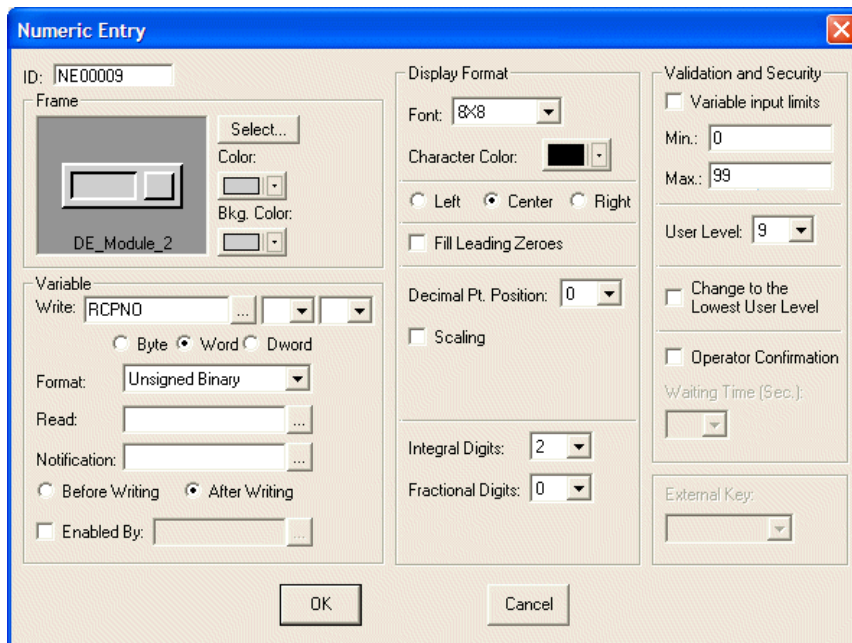 Numeric Entry
ID: NE00009
Frame
Select...
Color:
Bkg. Color:
DE_Module_2
Variable
Write: RCPNO ...
Byte Word Dword
Format: Unsigned Binary
Read: ...
Notification: ...
Before Writing After Writing
Enabled By: ...
Display Format
Font: 8X8
Character Color:
Left Center Right
Fill Leading Zeroes
Decimal Pt. Position: 0
Scaling
Integral Digits: 2
Fractional Digits: 0
Validation and Security
Variable input limits
Min.: 0
Max.: 99
User Level: 9
Change to the
Lowest User Level
Operator Confirmation
Waiting Time (Sec.):
External Key:
OK Cancel